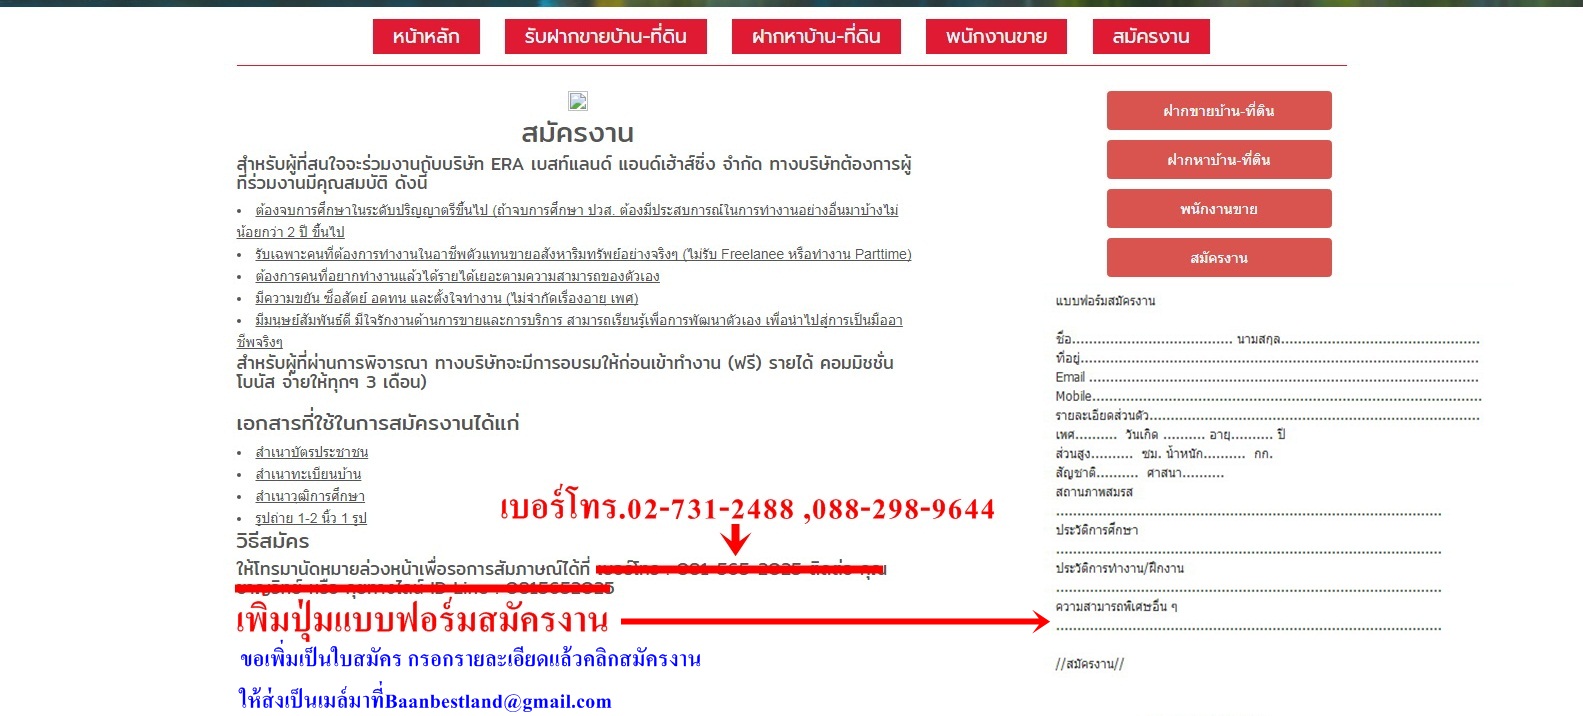 หน้าหลัก รับฝากขายบ้าน-ที่ดิน ฝากหาบ้าน-ที่ดิน พนักงานขาย สมัครงาน
สมัครงาน
สำหรับผู้ที่สนใจจะร่วมงานกับบริษัท ERA เบสท์แลนด์ แอนด์เฮ้าส์ซิ่ง จำกัด ทางบริษัทต้องการผู้
ที่ร่วมงานมีคุณสมบัติ ดังนี้
• ต้องจบการศึกษาในระดับปริญญาตรีขึ้นไป (ถ้าจบการศึกษา ปวส. ต้องมีประสบการณ์ในการทำงานอย่างอื่นมาบ้างไม่
น้อยกว่า 2 ปี ขึ้นไป
• รับเฉพาะคนที่ต้องการทำงานในอาชีพตัวแทนขายอสังหาริมทรัพย์อย่างจริงๆ (ไม่รับ Freelanee หรือทำงาน Parttime)
• ต้องการคนที่อยากทำงานแล้วได้รายได้เยอะตามความสามารถของตัวเอง
• มีความขยัน ซื่อสัตย์ อดทน และตั้งใจทำงาน (ไม่จำกัดเรื่องอายุ เพศ)
• มีมนุษย์สัมพันธ์ดี มีใจรักงานด้านการขายและการบริการ สามารถเรียนรู้เพื่อการพัฒนาตัวเอง เพื่อนำไปสู่การเป็นมืออา
ชีพจริงๆ
สำหรับผู้ที่ผ่านการพิจารณา ทางบริษัทจะมีการอบรมให้ก่อนเข้าทำงาน (ฟรี) รายได้ คอมมิชชั่น
โบนัส จ่ายให้ทุกๆ 3 เดือน)
เอกสารที่ใช้ในการสมัครงานได้แก่
• สำเนาบัตรประชาชน
• สำเนาทะเบียนบ้าน
• สำเนาวุฒิการศึกษา
• รูปถ่าย 1-2 นิ้ว 1 รูป
เบอร์โทร.02-731-2488 ,088-298-9644
วิธีสมัคร
ให้โทรมานัดหมายล่วงหน้าเพื่อรอการสัมภาษณ์ได้ที่ เบอร์โทร : 081-565-2825 ติดต่อ คุณ
หรือ คุยทางไลน์ ID Line : 0815652825
เพิ่มปุ่มแบบฟอร์มสมัครงาน
ขอเพิ่มเป็นใบสมัคร กรอกรายละเอียดแล้วคลิกสมัครงาน
ให้ส่งเป็นเมล์มาที่Baanbestland@gmail.com
ฝากขายบ้าน-ที่ดิน
ฝากหาบ้าน-ที่ดิน
พนักงานขาย
สมัครงาน
แบบฟอร์มสมัครงาน
ชื่อ..................................... นามสกุล..............................................
ที่อยู่...........................................................................................
Email ..........................................................................................
Mobile..........................................................................................
รายละเอียดส่วนตัว............................................................................
เพศ.......... วันเกิด .......... อายุ.......... ปี
ส่วนสูง.......... ซม. น้ำหนัก.......... กก.
สัญชาติ.......... ศาสนา..........
สถานภาพสมรส
..........................................................................................
ประวัติการศึกษา
..........................................................................................
ประวัติการทำงาน/ฝึกงาน
..........................................................................................
ความสามารถพิเศษอื่น ๆ
..........................................................................................
//สมัครงาน//